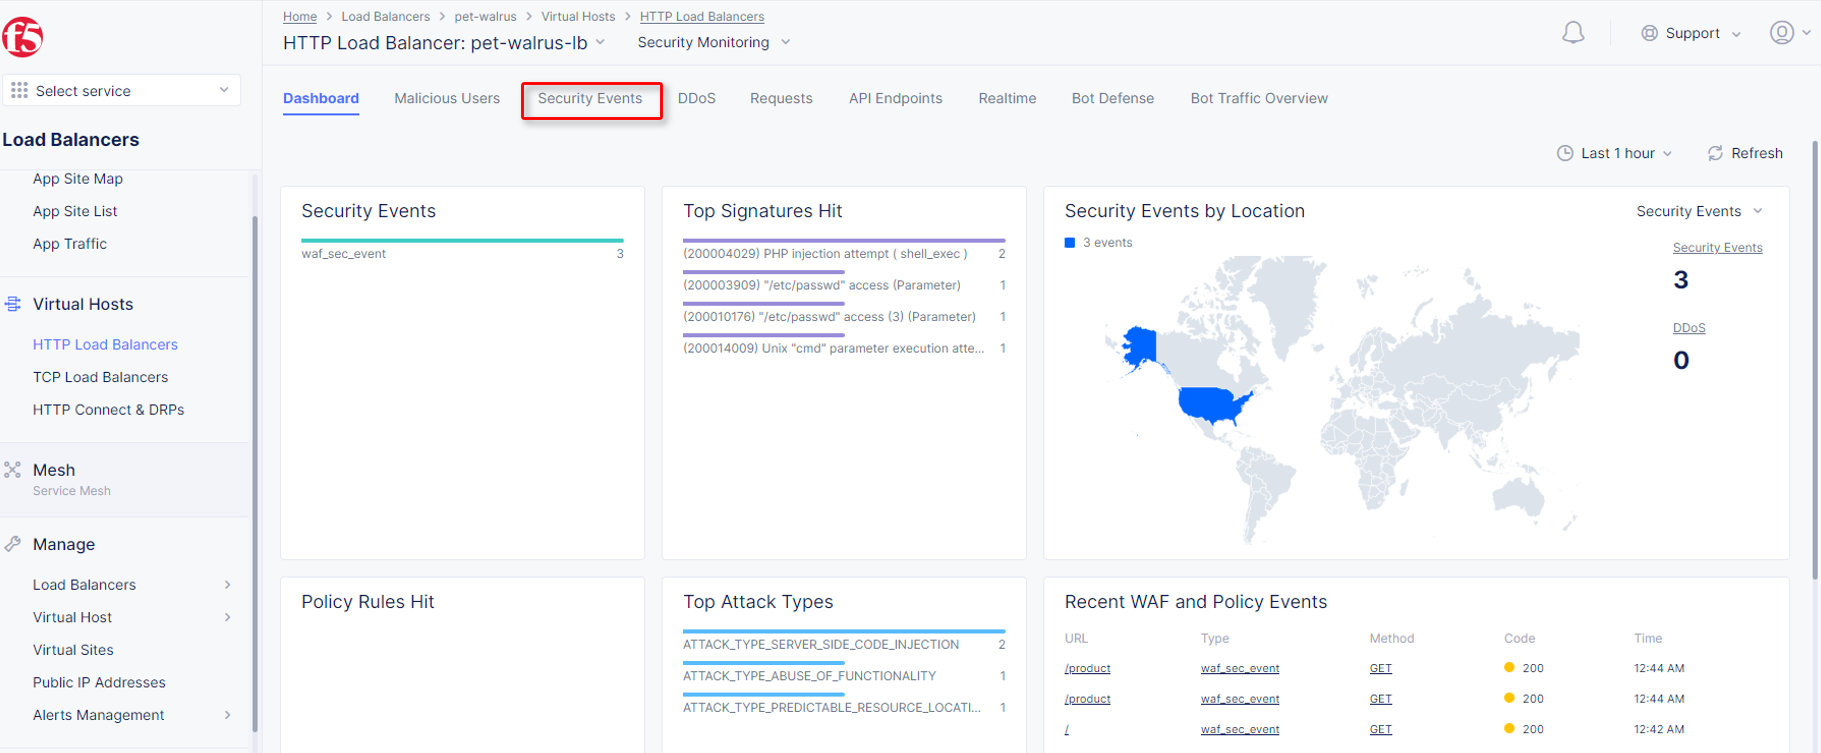 f5
Home > Load Balancers > pet-walrus > Virtual Hosts > HTTP Load Balancers
HTTP Load Balancer: pet-walrus-lb
Security Monitoring
Support
Select service
Load Balancers
App Site Map
App Site List
App Traffic
Virtual Hosts
HTTP Load Balancers
TCP Load Balancers
HTTP Connect & DRPs
Mesh
Service Mesh
Manage
Load Balancers
Virtual Host
Virtual Sites
Public IP Addresses
Alerts Management
Dashboard Malicious Users Security Events DDoS Requests API Endpoints Realtime Bot Defense Bot Traffic Overview
Last 1 hour Refresh
Security Events
waf_sec_event 3
Top Signatures Hit
(200004029) PHP injection attempt ( shell_exec ) 2
(200003909) "/etc/passwd" access (Parameter) 1
(200010176) "/etc/passwd" access (3) (Parameter) 1
(200014009) Unix "cmd" parameter execution atte... 1
Security Events by Location
Security Events
3 events
Security Events
3
DDoS
0
Policy Rules Hit
Top Attack Types
ATTACK_TYPE_SERVER_SIDE_CODE_INJECTION 2
ATTACK_TYPE_ABUSE_OF_FUNCTIONALITY 1
ATTACK_TYPE_PREDICTABLE_RESOURCE_LOCATI... 1
Recent WAF and Policy Events
URL Type Method Code Time
/product waf_sec_event GET 200 12:44 AM
/product waf_sec_event GET 200 12:44 AM
/ waf_sec_event GET 200 12:42 AM